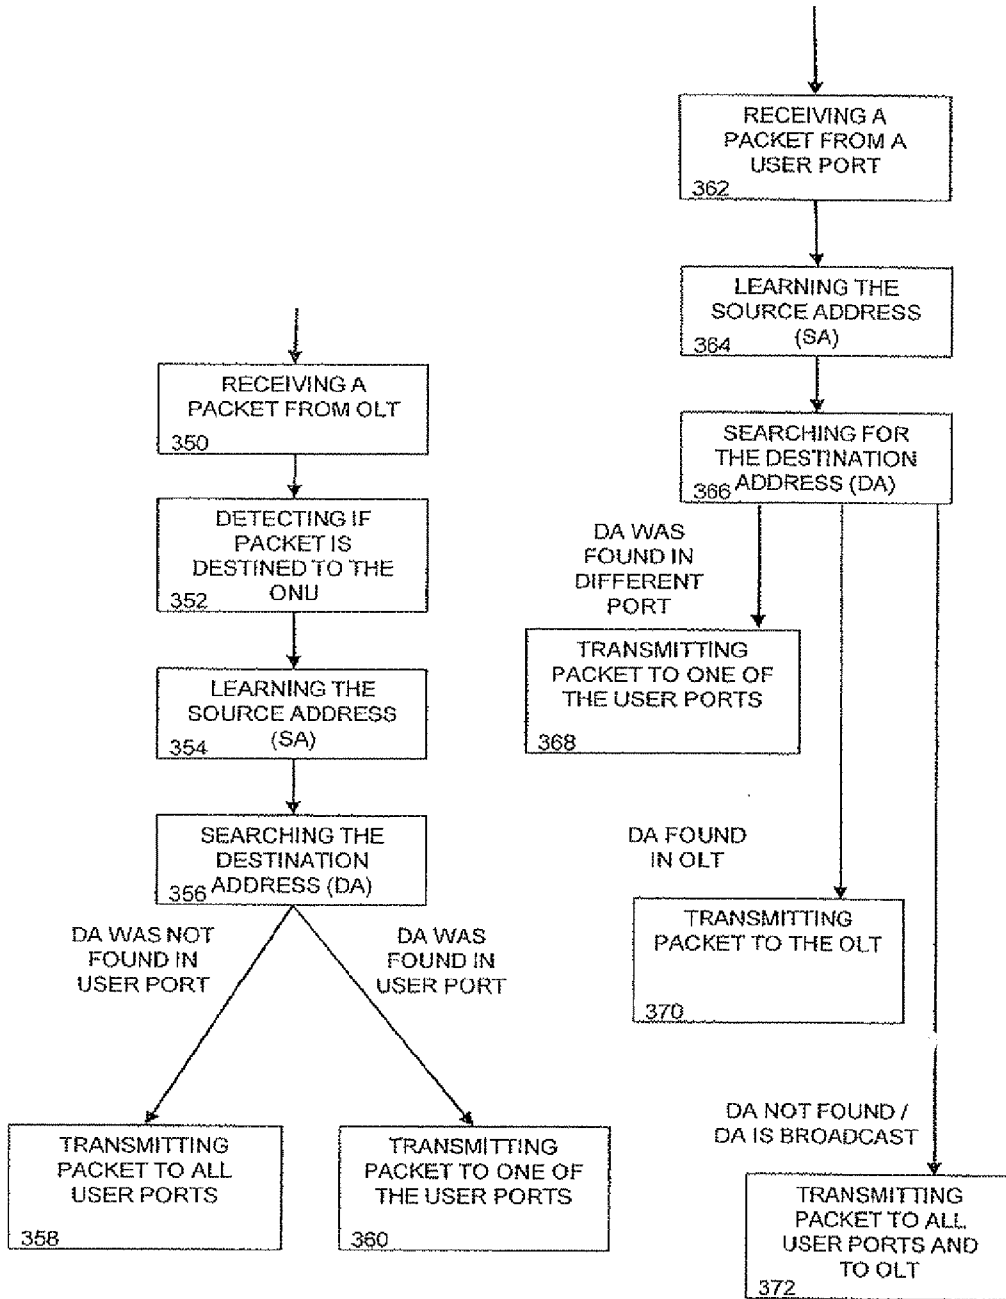 RECEIVING A
PACKET FROM OLT
350
DETECTING IF
PACKET IS
DESTINED TO THE
ONU
352
LEARNING THE
SOURCE ADDRESS
(SA)
354
SEARCHING THE
DESTINATION
ADDRESS (DA)
356
DA WAS NOT
FOUND IN
USER PORT
DA WAS
FOUND IN
USER PORT
TRANSMITTING
PACKET TO ALL
USER PORTS
358
TRANSMITTING
PACKET TO ONE OF
THE USER PORTS
360
RECEIVING A
PACKET FROM A
USER PORT
362
LEARNING THE
SOURCE ADDRESS
(SA)
364
SEARCHING FOR
THE DESTINATION
ADDRESS (DA)
366
DA WAS
FOUND IN
DIFFERENT
PORT
TRANSMITTING
PACKET TO ONE OF
THE USER PORTS
368
DA FOUND
IN OLT
TRANSMITTING
PACKET TO THE OLT
370
DA NOT FOUND /
DA IS BROADCAST
TRANSMITTING
PACKET TO ALL
USER PORTS AND
TO OLT
372